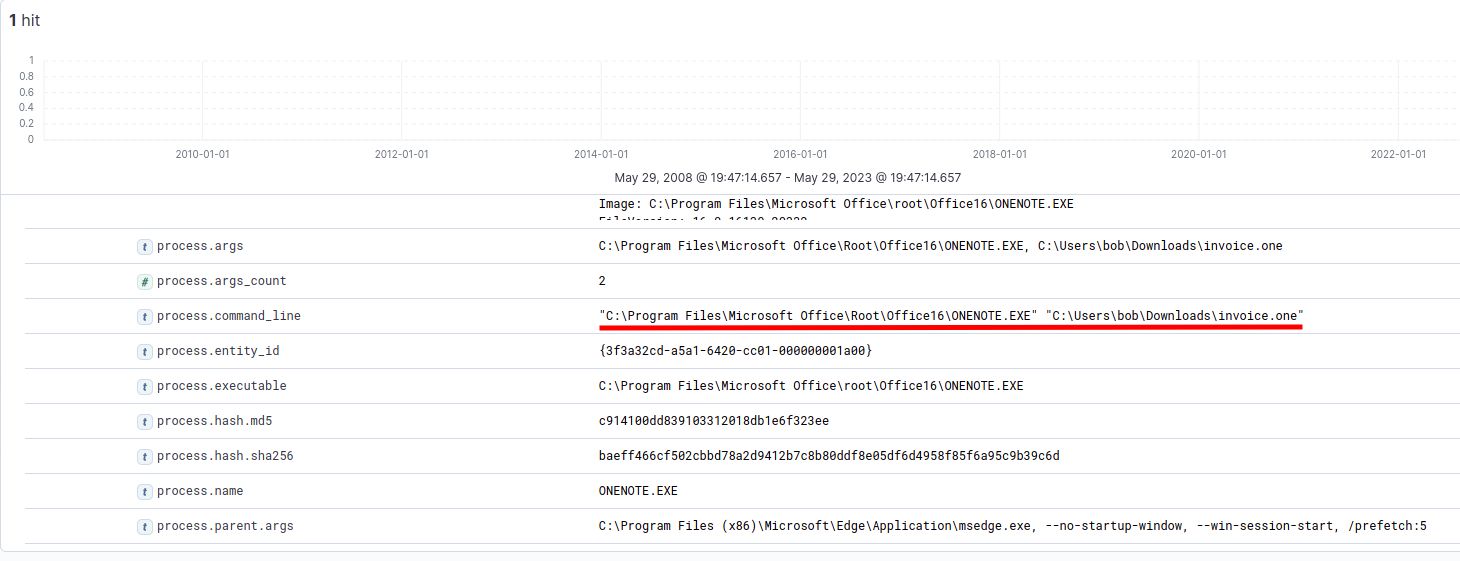 1 hit
1
0.8
0.6
0.4
0.2
0
2010-01-01 2012-01-01 2014-01-01 2016-01-01 2018-01-01 2020-01-01 2022-01-01
May 29, 2008 @ 19:47:14.657 - May 29, 2023 @ 19:47:14.657
Image: C:\Program Files\Microsoft Office\root\Office16\ONENOTE.EXE
t process.args C:\Program Files\Microsoft Office\Root\Office16\ONENOTE.EXE, C:\Users\bob\Downloads\invoice.one
# process.args_count 2
t process.command_line "C:\Program Files\Microsoft Office\Root\Office16\ONENOTE.EXE" "C:\Users\bob\Downloads\invoice.one"
t process.entity_id {3f3a32cd-a5a1-6420-cc01-000000001a00}
t process.executable C:\Program Files\Microsoft Office\root\Office16\ONENOTE.EXE
t process.hash.md5 c914100dd839103312018db1e6f323ee
t process.hash.sha256 baeff466cf502cbbd78a2d9412b7c8b80ddf8e05df6d4958f85f6a95c9b39c6d
t process.name ONENOTE.EXE
t process.parent.args C:\Program Files (x86)\Microsoft\Edge\Application\msedge.exe, --no-startup-window, --win-session-start, /prefetch:5